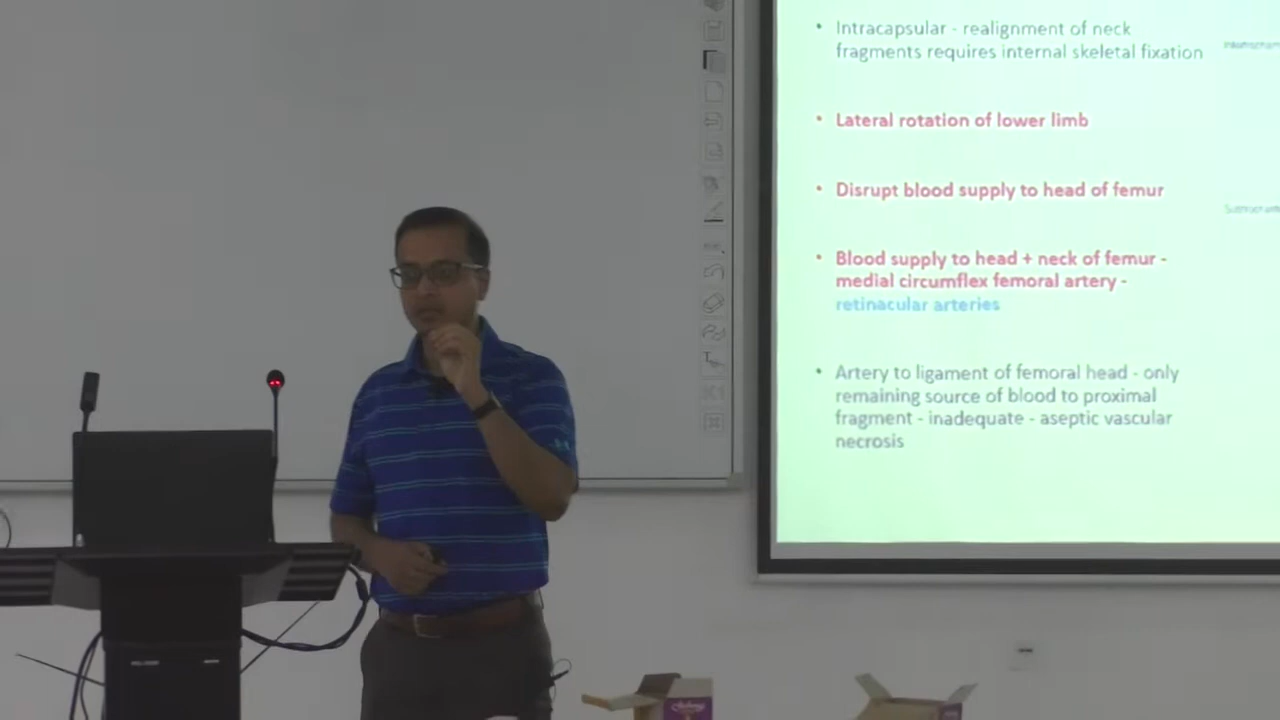 • Intracapsular - realignment of neck
fragments requires internal skeletal fixation
• Lateral rotation of lower limb
• Disrupt blood supply to head of femur
• Blood supply to head + neck of femur -
medial circumflex femoral artery -
retinacular arteries
• Artery to ligament of femoral head - only
remaining source of blood to proximal
fragment - inadequate - aseptic vascular
necrosis